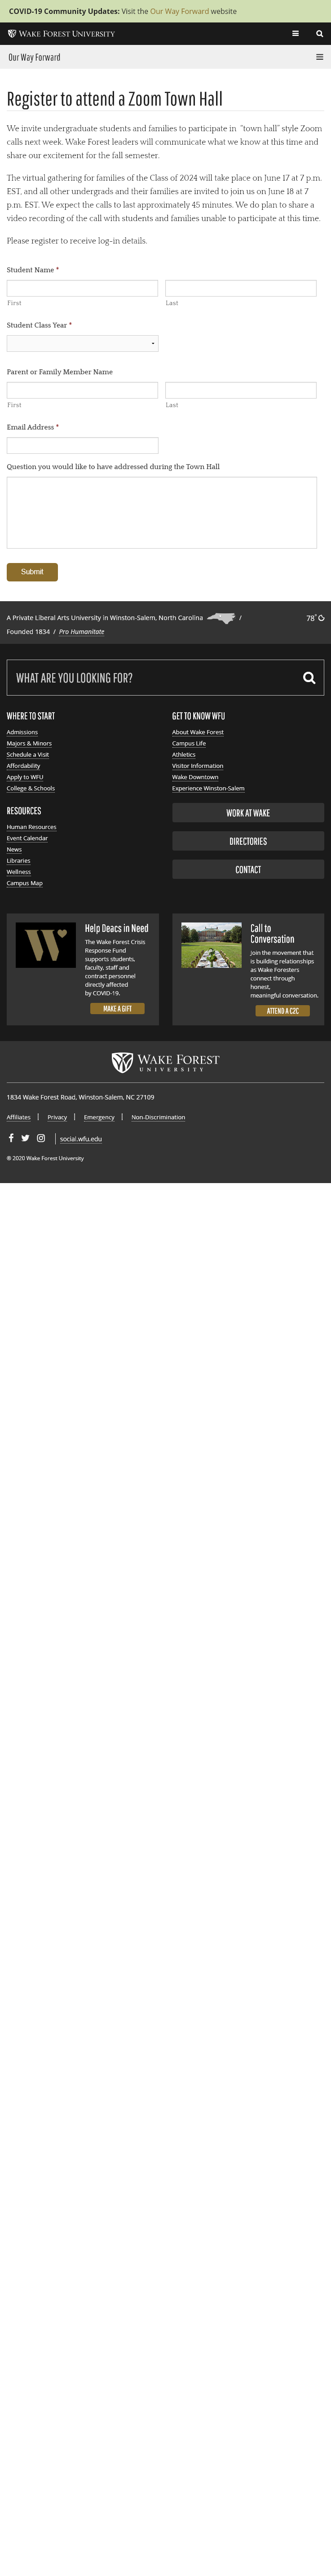 COVID-19 Community Updates: Visit the Our Way Forward website
WAKE FOREST UNIVERSITY
Our Way Forward
Register to attend a Zoom Town Hall
We invite undergraduate students and families to participate in "town hall" style Zoom
calls next week. Wake Forest leaders will communicate what we know at this time and
share our excitement for the fall semester.
The virtual gathering for families of the Class of 2024 will take place on June 17 at 7 p.m.
EST, and all other undergrads and their families are invited to join us on June 18 at 7
p.m. EST. We expect the calls to last approximately 45 minutes. We do plan to share a
video recording of the call with students and families unable to participate at this time.
Please register to receive log-in details.
Student Name *
First Last
Student Class Year *
Parent or Family Member Name
First Last
Email Address *
Question you would like to have addressed during the Town Hall
Submit
A Private Liberal Arts University in Winston-Salem, North Carolina /
78°
Founded 1834 / Pro Humanitate
WHAT ARE YOU LOOKING FOR?
WHERE TO START
Admissions
Majors & Minors
Schedule a Visit
Affordability
Apply to WFU
College & Schools
GET TO KNOW WFU
About Wake Forest
Campus Life
Athletics
Visitor Information
Wake Downtown
Experience Winston-Salem
RESOURCES
Human Resources
Event Calendar
News
Libraries
Wellness
Campus Map
WORK AT WAKE
DIRECTORIES
CONTACT
W
Help Deacs in Need
The Wake Forest Crisis
Response Fund
supports students,
faculty, staff and
contract personnel
directly affected
by COVID-19.
MAKE A GIFT
Call to
Conversation
Join the movement that
is building relationships
as Wake Foresters
connect through
honest,
meaningful conversation.
ATTEND A C2C
WAKE FOREST
UNIVERSITY
1834 Wake Forest Road, Winston-Salem, NC 27109
Affiliates | Privacy | Emergency | Non-Discrimination
social.wfu.edu
© 2020 Wake Forest University